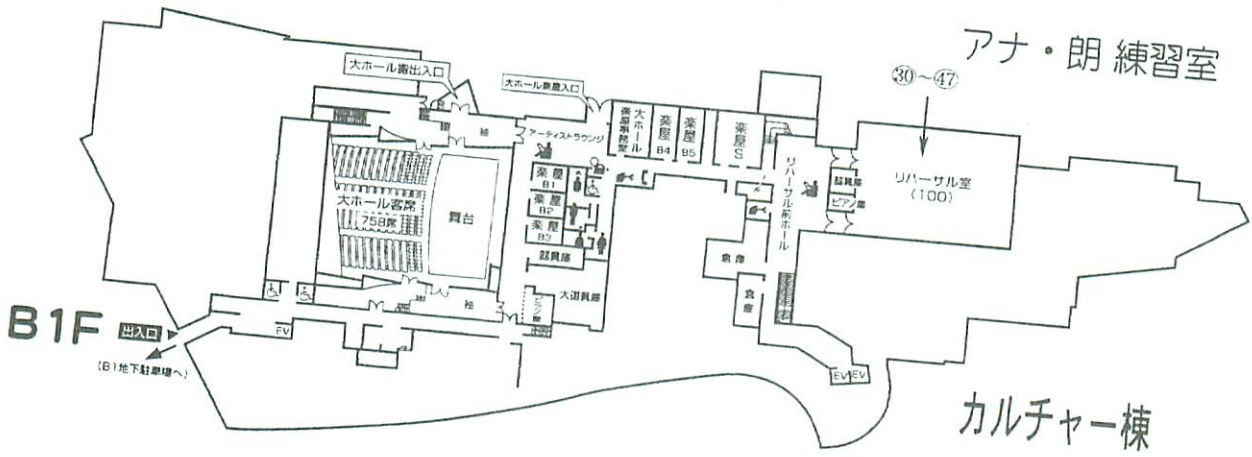 アナ・朗 練習室
㉚～㊼
大ホール搬出入口
大ホール楽屋入口
アーティストラウンジ
大ホール
楽屋事務室
楽屋
B4
楽屋
B5
楽屋S
袖
楽屋
B1
楽屋
B2
楽屋
B3
大ホール客席
758席
舞台
器具庫
大道具庫
ピアノ庫
袖
リハーサル前ホール
器具庫
ピアノ庫
リハーサル室
(100)
倉庫
倉庫
EV
EV EV
B1F 出入口
(B1地下駐車場へ)
カルチャー棟